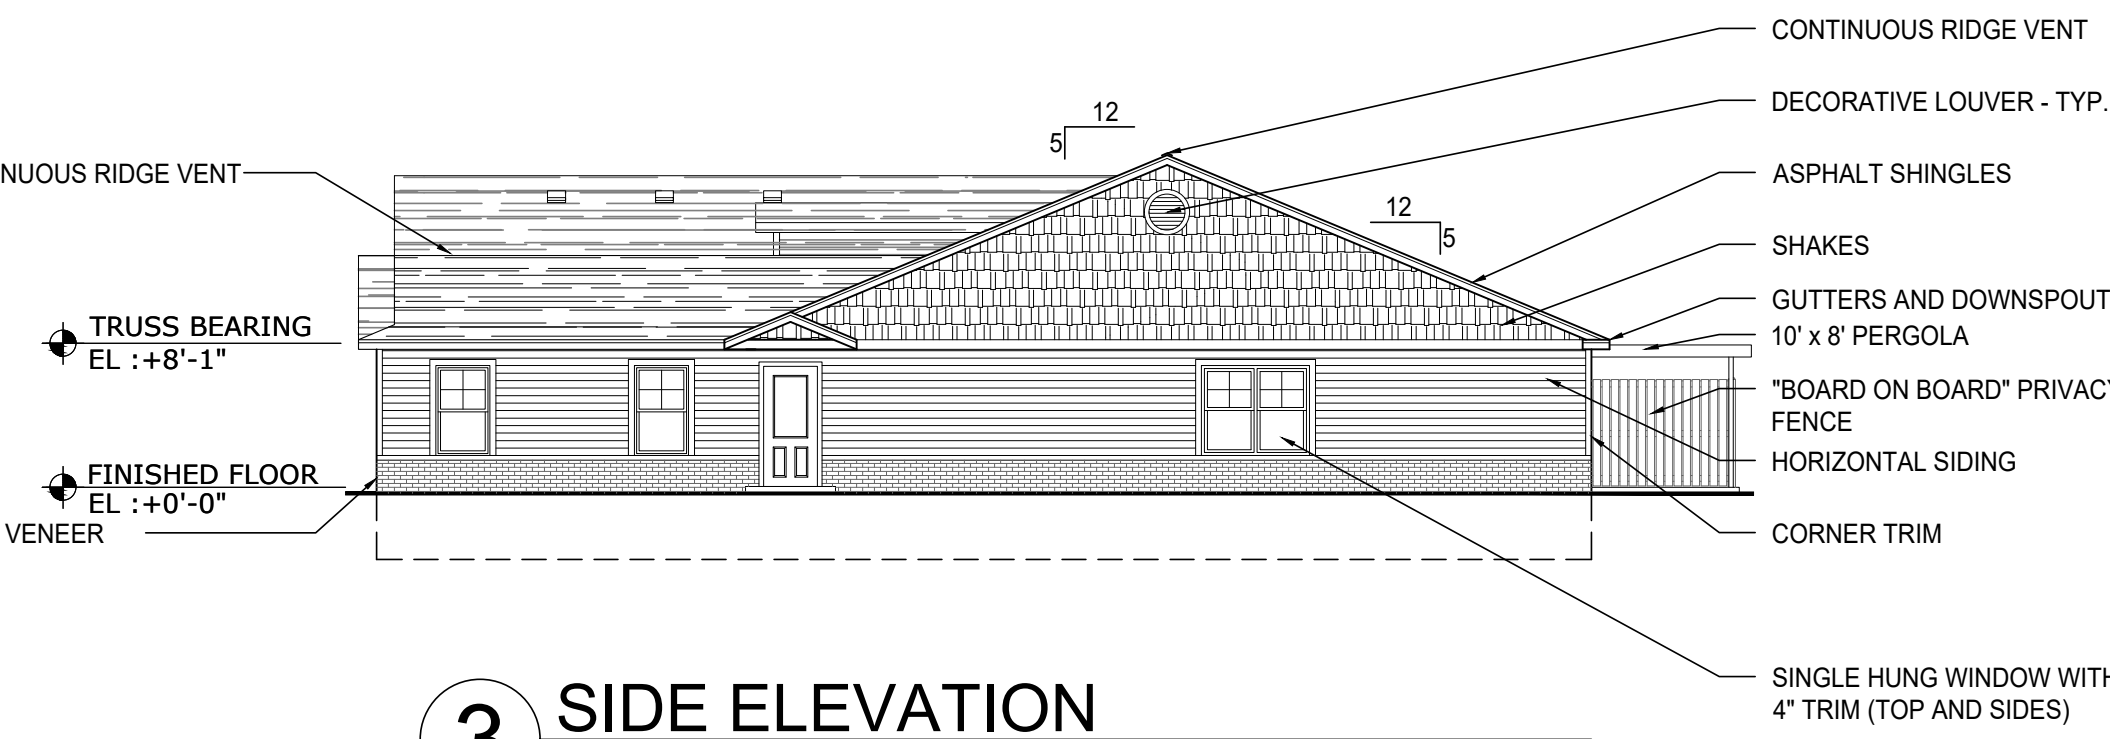 CONTINUOUS RIDGE VENT
DECORATIVE LOUVER - TYP.
12
5
NUOUS RIDGE VENT
ASPHALT SHINGLES
12
5
SHAKES
GUTTERS AND DOWNSPOUT
TRUSS BEARING
EL :+8'-1"
10' x 8' PERGOLA
"BOARD ON BOARD" PRIVACY
FENCE
HORIZONTAL SIDING
FINISHED FLOOR
EL :+0'-0"
VENEER
CORNER TRIM
SINGLE HUNG WINDOW WITH
4" TRIM (TOP AND SIDES)
3
SIDE ELEVATION